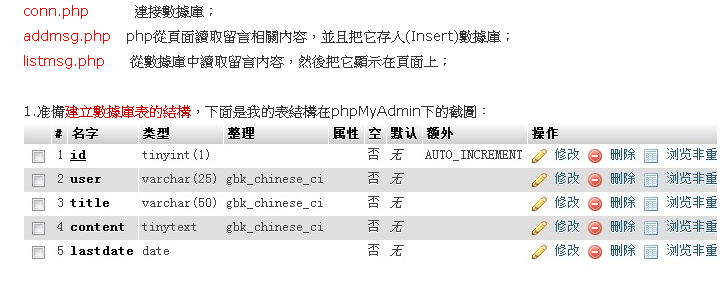 conn.php 連接數據庫；
addmsg.php php從頁面讀取留言相關内容，並且把它存人(Insert)數據庫；
listmsg.php 從數據庫中讀取留言内容，然後把它顯示在頁面上；
1.准備建立數據庫表的結構，下面是我的表結構在phpMyAdmin下的截圖：
# 名字 类型 整理 属性 空 默认 额外 操作
1 id tinyint(1) 否 无 AUTO_INCREMENT 修改 删除 浏览非重
2 user varchar(25) gbk_chinese_ci 否 无 修改 删除 浏览非重
3 title varchar(50) gbk_chinese_ci 否 无 修改 删除 浏览非重
4 content tinytext gbk_chinese_ci 否 无 修改 删除 浏览非重
5 lastdate date 否 无 修改 删除 浏览非重